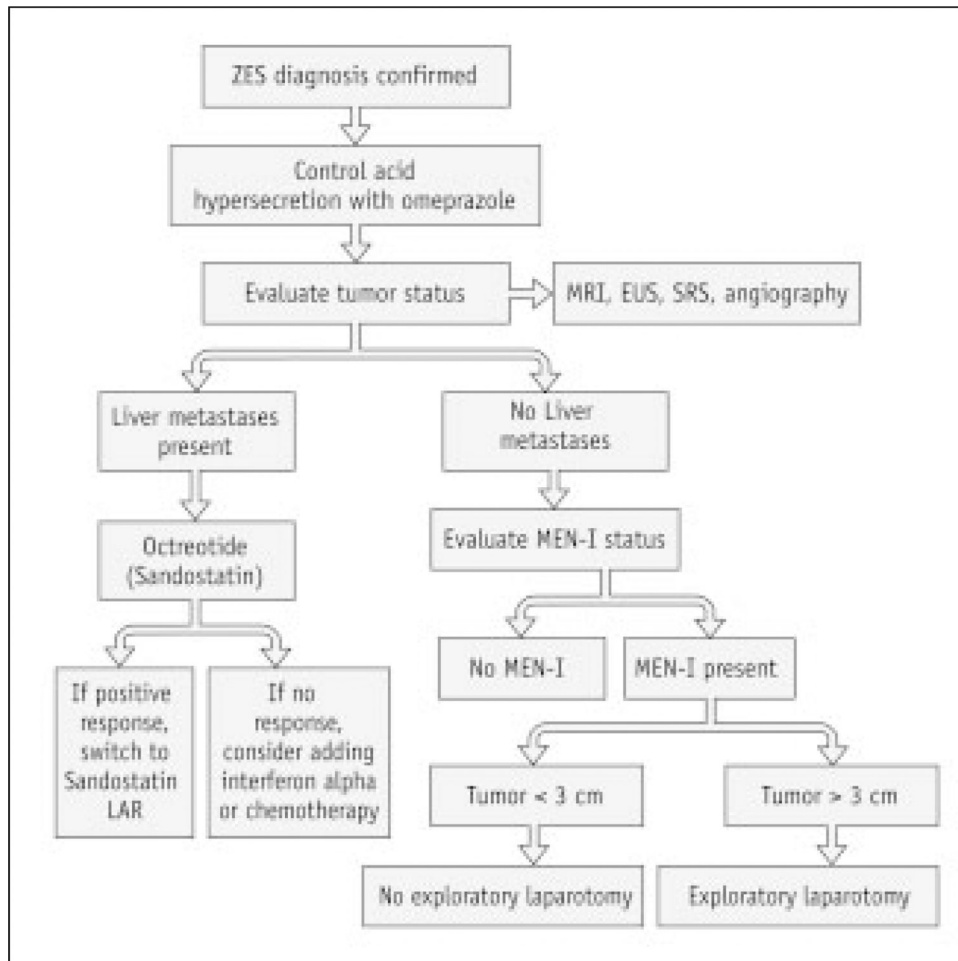 ZES diagnosis confirmed
Control acid
hypersecretion with omeprazole
Evaluate tumor status
MRI, EUS, SRS, angiography
Liver metastases
present
No Liver
metastases
Octreotide
(Sandostatin)
Evaluate MEN-I status
If positive
response,
switch to
Sandostatin
LAR
If no
response,
consider adding
interferon alpha
or chemotherapy
No MEN-I
MEN-I present
Tumor < 3 cm
Tumor > 3 cm
No exploratory laparotomy
Exploratory laparotomy